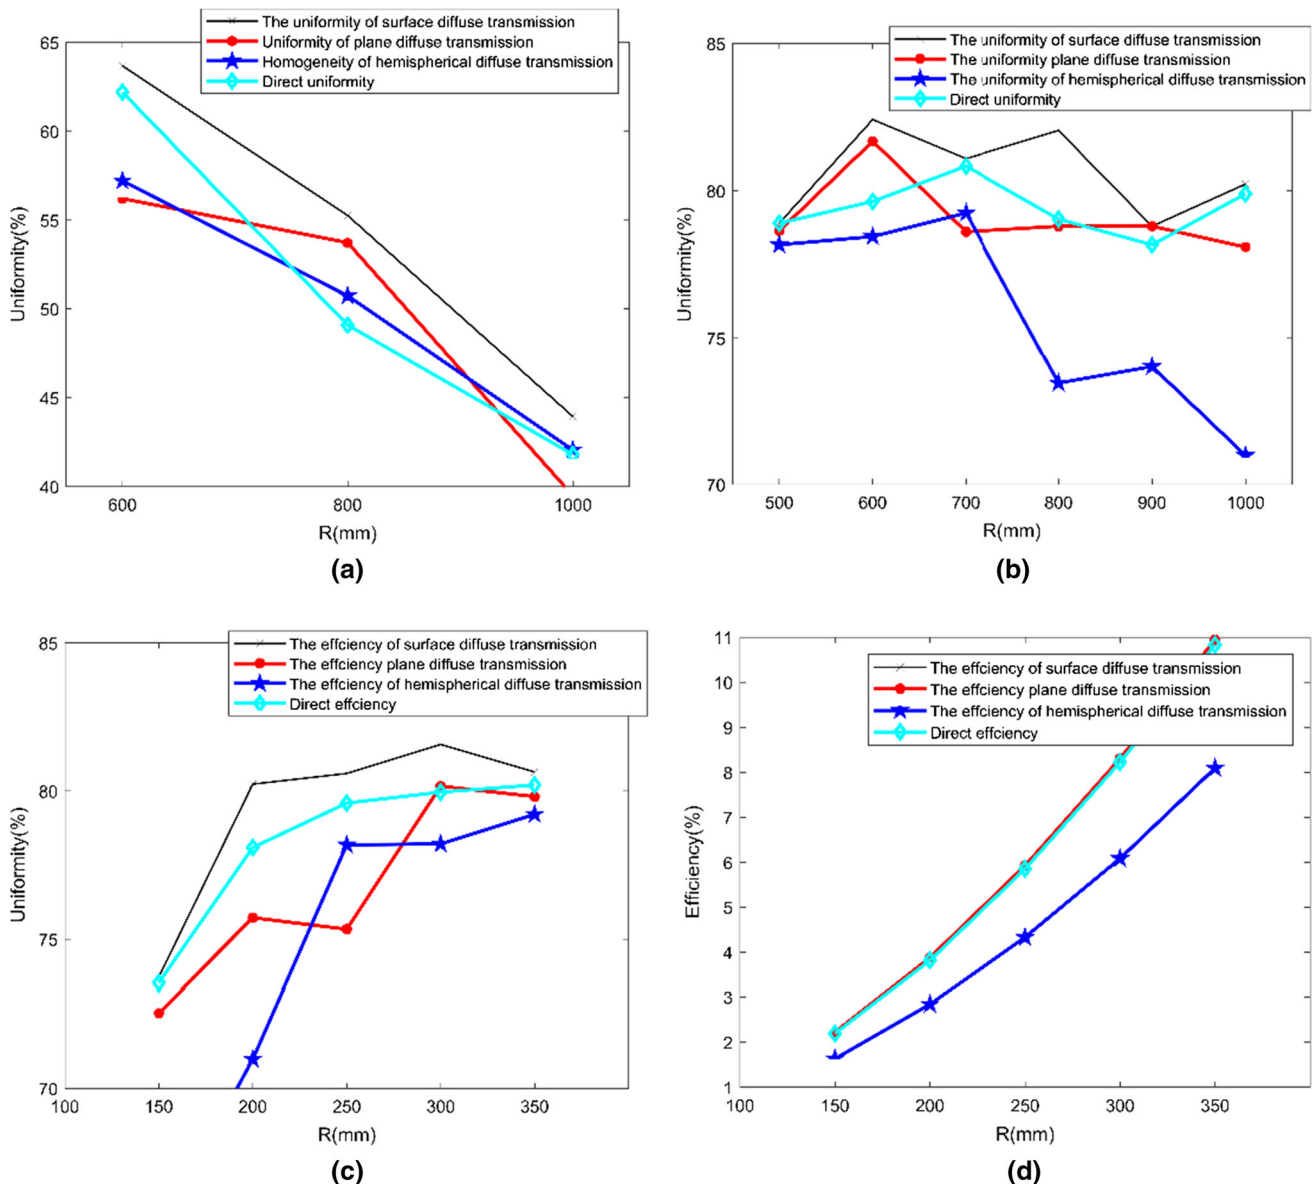 The uniformity of surface diffuse transmission
Uniformity of plane diffuse transmission
Homogeneity of hemispherical diffuse transmission
Direct uniformity
65
60
55
50
45
40
Uniformity(%)
600
800
1000
R(mm)
(a)
The uniformity of surface diffuse transmission
The uniformity plane diffuse transmission
The uniformity of hemispherical diffuse transmission
Direct uniformity
85
80
75
70
Uniformity(%)
500
600
700
800
900
1000
R(mm)
(b)
The effciency of surface diffuse transmission
The effciency plane diffuse transmission
The effciency of hemispherical diffuse transmission
Direct effciency
85
80
75
70
Uniformity(%)
100
150
200
250
300
350
R(mm)
(c)
The effciency of surface diffuse transmission
The effciency plane diffuse transmission
The effciency of hemispherical diffuse transmission
Direct effciency
11
10
9
8
7
6
5
4
3
2
1
Efficiency(%)
100
150
200
250
300
350
R(mm)
(d)